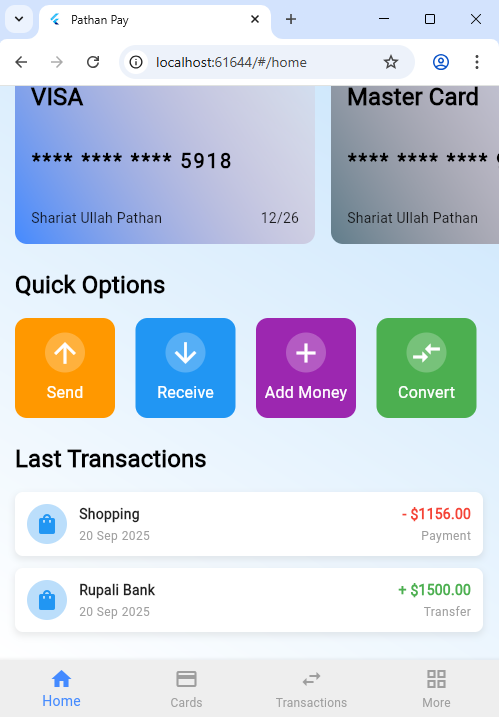 Pathan Pay
localhost:61644/#/home
VISA
Master Card
**** **** **** 5918
**** **** ****
Shariat Ullah Pathan 12/26
Shariat Ullah Pathan
Quick Options
Send
Receive
Add Money
Convert
Last Transactions
Shopping - $1156.00
20 Sep 2025 Payment
Rupali Bank + $1500.00
20 Sep 2025 Transfer
Home
Cards
Transactions
More